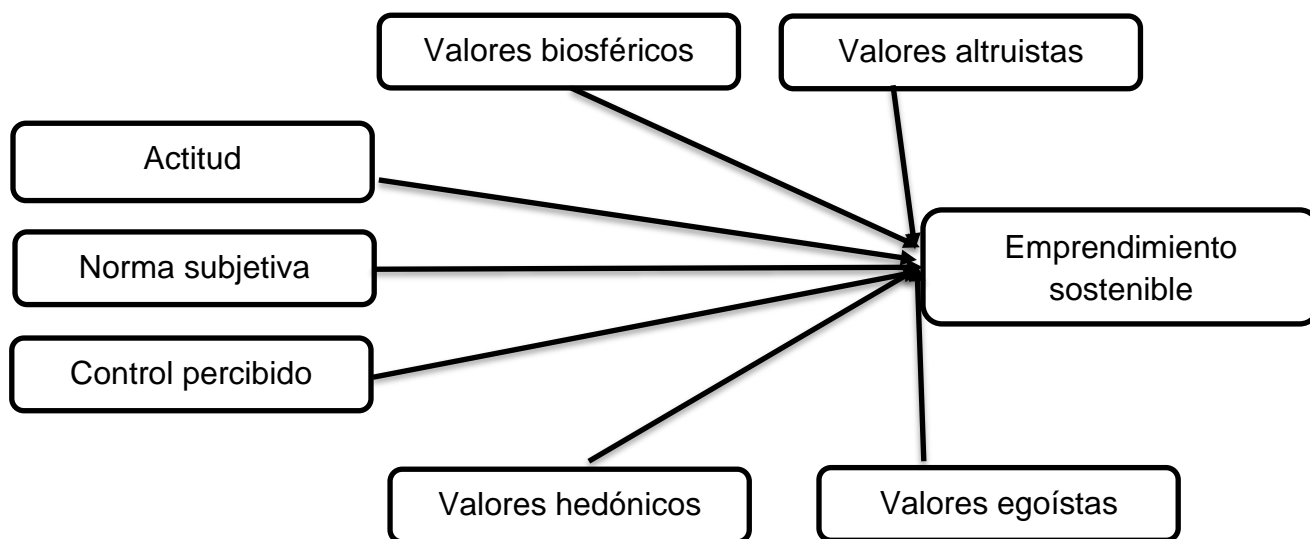 Valores biosféricos
Valores altruistas
Actitud
Norma subjetiva
Control percibido
Emprendimiento
sostenible
Valores hedónicos
Valores egoístas